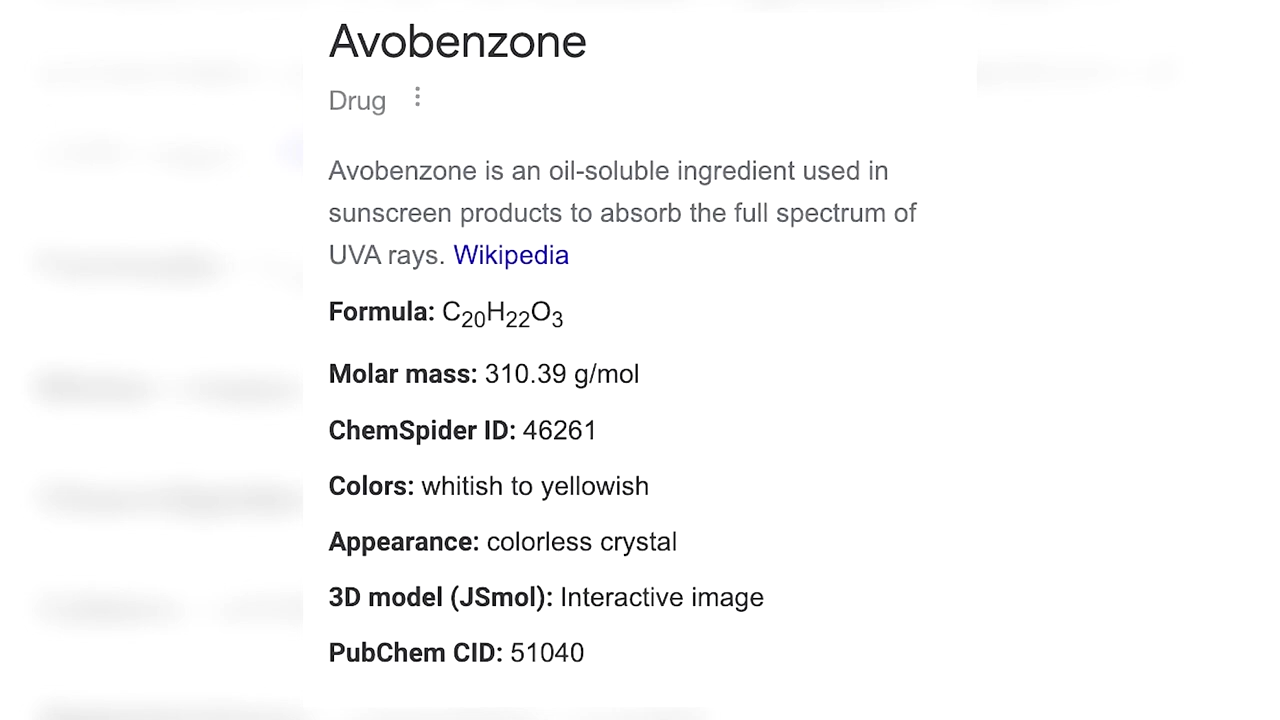 Avobenzone
Drug
Avobenzone is an oil-soluble ingredient used in
sunscreen products to absorb the full spectrum of
UVA rays. Wikipedia
Formula: C₂₀H₂₂O₃
Molar mass: 310.39 g/mol
ChemSpider ID: 46261
Colors: whitish to yellowish
Appearance: colorless crystal
3D model (JSmol): Interactive image
PubChem CID: 51040